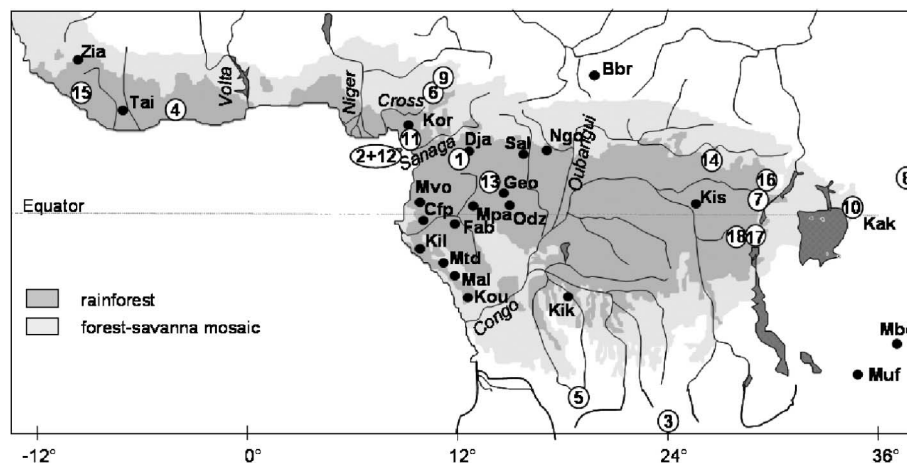 Zia
Bbr
9
6
15
Volta
Niger
Tai
4
Cross
Kor
11
2+12
Sanaga
Dja
Sal
Ngo
Oubangui
1
14
13
Geo
16
8
Mvo
Kis
7
Equator
Cfp
Mpa
Odz
10
Kak
Fab
Kil
18
17
Mtd
Mal
rainforest
Kou
Congo
Kik
forest-savanna mosaic
Muf
5
3
-12°
0°
12°
24°
36°